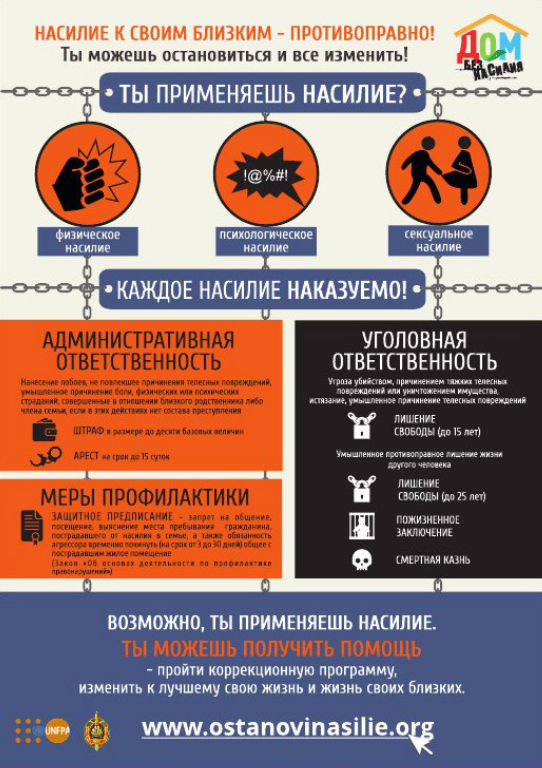 НАСИЛИЕ К СВОИМ БЛИЗКИМ - ПРОТИВОПРАВНО!
Ты можешь остановиться и все изменить!
ДОМ
БЕЗ
НАСИЛИЯ
ТЫ ПРИМЕНЯЕШЬ НАСИЛИЕ?
!@%#!
физическое
насилие
психологическое
насилие
сексуальное
насилие
КАЖДОЕ НАСИЛИЕ НАКАЗУЕМО!
АДМИНИСТРАТИВНАЯ
ОТВЕТСТВЕННОСТЬ
Нанесение побоев, не повлекшее причинения телесных повреждений,
умышленное причинение боли, физических или психических
страданий, совершенные в отношении близкого родственника либо
члена семьи, если в этих действиях нет состава преступления
ШТРАФ в размере до десяти базовых величин
АРЕСТ на срок до 15 суток
МЕРЫ ПРОФИЛАКТИКИ
ЗАЩИТНОЕ ПРЕДПИСАНИЕ - запрет на общение,
посещение, выяснение места пребывания гражданина,
пострадавшего от насилия в семье, а также обязанность
агрессора временно покинуть (на срок от 3 до 30 дней) общее с
пострадавшим жилое помещение
(Закон «Об основах деятельности по профилактике
правонарушений»)
УГОЛОВНАЯ
ОТВЕТСТВЕННОСТЬ
Угроза убийством, причинением тяжких телесных
повреждений или уничтожением имущества,
истязание, умышленное причинение телесных повреждений
ЛИШЕНИЕ
СВОБОДЫ (до 15 лет)
Умышленное противоправное лишение жизни
другого человека
ЛИШЕНИЕ
СВОБОДЫ (до 25 лет)
ПОЖИЗНЕННОЕ
ЗАКЛЮЧЕНИЕ
СМЕРТНАЯ КАЗНЬ
ВОЗМОЖНО, ТЫ ПРИМЕНЯЕШЬ НАСИЛИЕ.
ТЫ МОЖЕШЬ ПОЛУЧИТЬ ПОМОЩЬ
- пройти коррекционную программу,
изменить к лучшему свою жизнь и жизнь своих близких.
UNFPA
www.ostanovinasilie.org